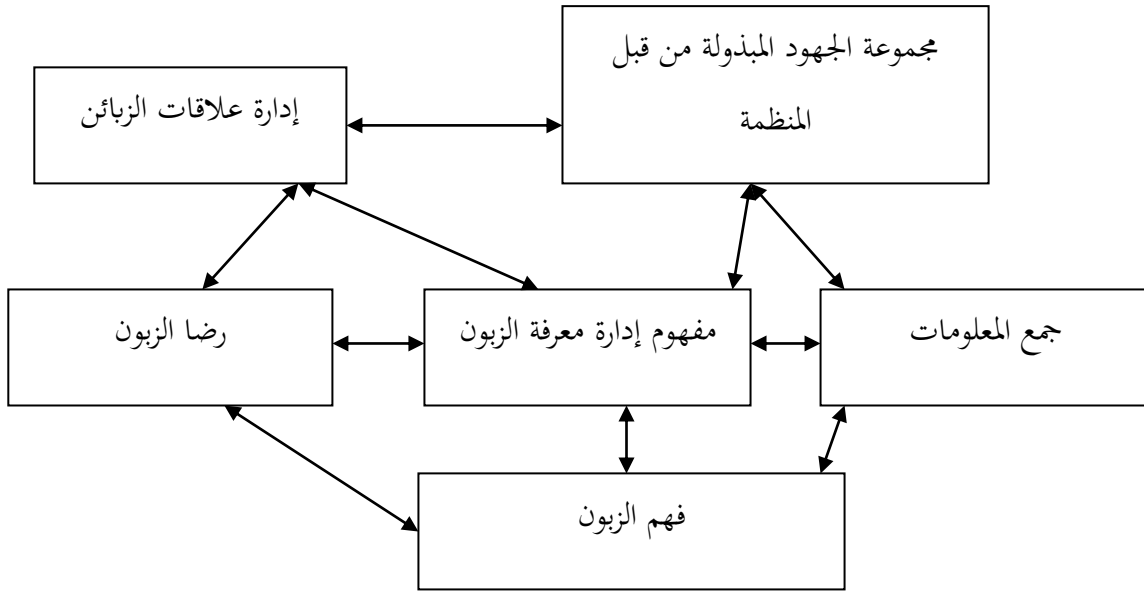 مجموعة الجهود المبذولة من قبل
المنظمة
إدارة علاقات الزبائن
جمع المعلومات
مفهوم إدارة معرفة الزبون
رضا الزبون
فهم الزبون